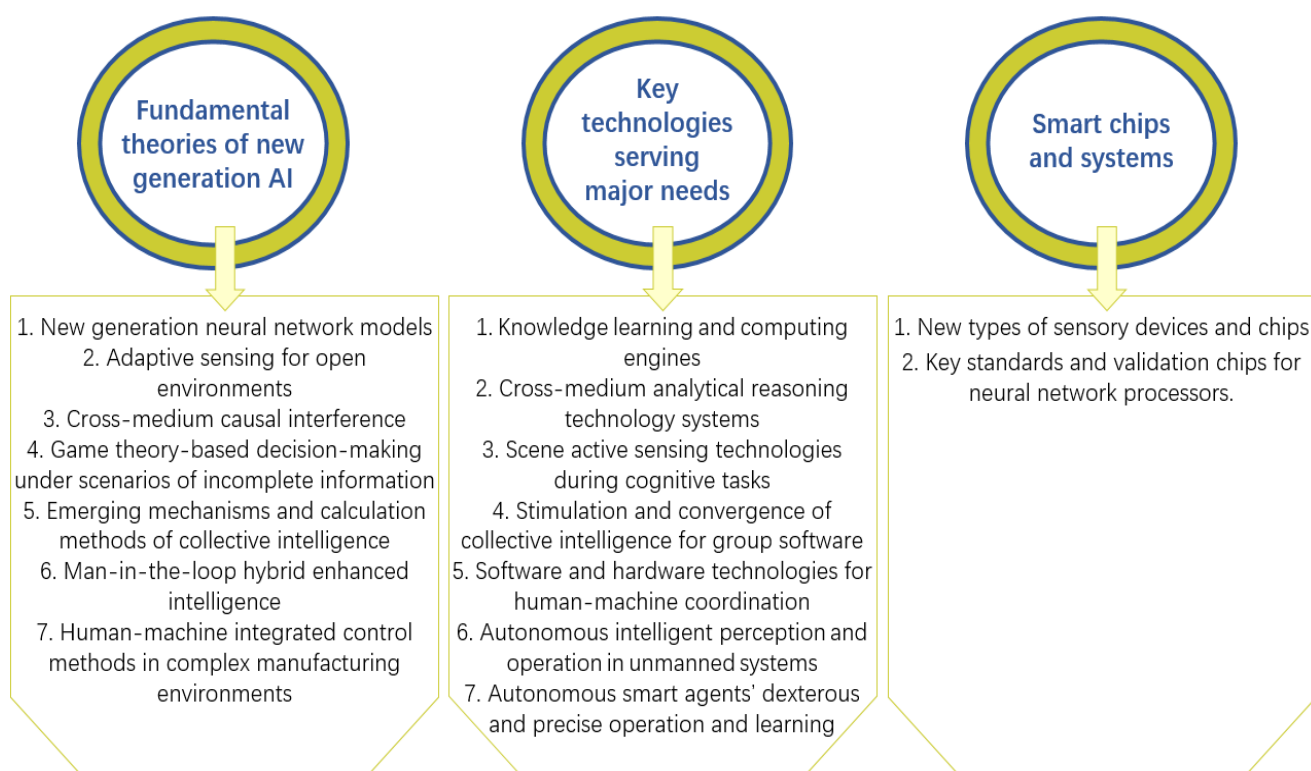 Fundamental
theories of new
generation AI
1. New generation neural network models
2. Adaptive sensing for open
environments
3. Cross-medium causal interference
4. Game theory-based decision-making
under scenarios of incomplete information
5. Emerging mechanisms and calculation
methods of collective intelligence
6. Man-in-the-loop hybrid enhanced
intelligence
7. Human-machine integrated control
methods in complex manufacturing
environments
Key
technologies
serving
major needs
1. Knowledge learning and computing
engines
2. Cross-medium analytical reasoning
technology systems
3. Scene active sensing technologies
during cognitive tasks
4. Stimulation and convergence of
collective intelligence for group software
5. Software and hardware technologies for
human-machine coordination
6. Autonomous intelligent perception and
operation in unmanned systems
7. Autonomous smart agents’ dexterous
and precise operation and learning
Smart chips
and systems
1. New types of sensory devices and chips
2. Key standards and validation chips for
neural network processors.